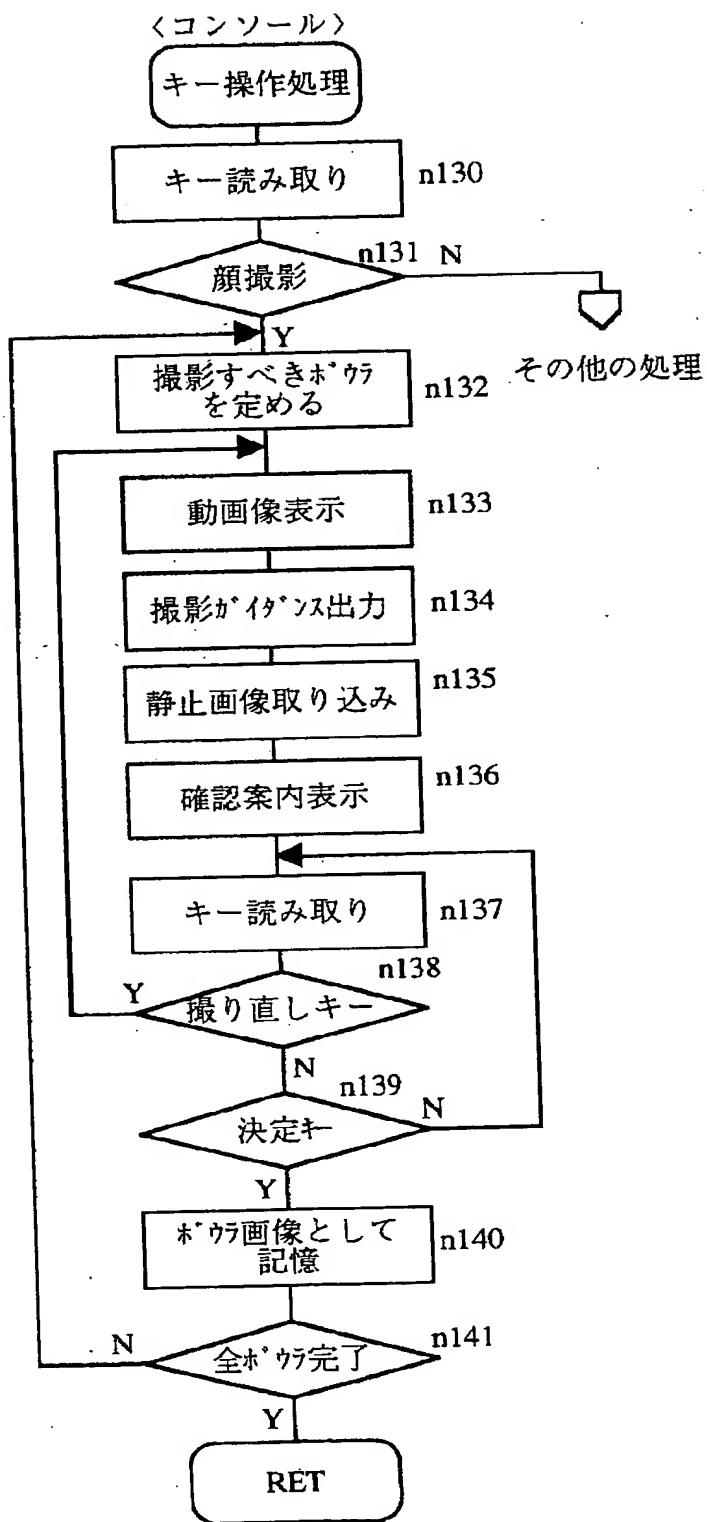 〈コンソール〉
キー操作処理
キー読み取り n130
n131
顔撮影 N
Y
その他の処理
撮影すべきボウラ
を定める n132
動画像表示 n133
撮影ガイダンス出力 n134
静止画像取り込み n135
確認案内表示 n136
キー読み取り n137
n138
Y 撮り直しキー
N
n139
決定キー N
Y
ボウラ画像として
記憶 n140
n141
N 全ボウラ完了
Y
RET